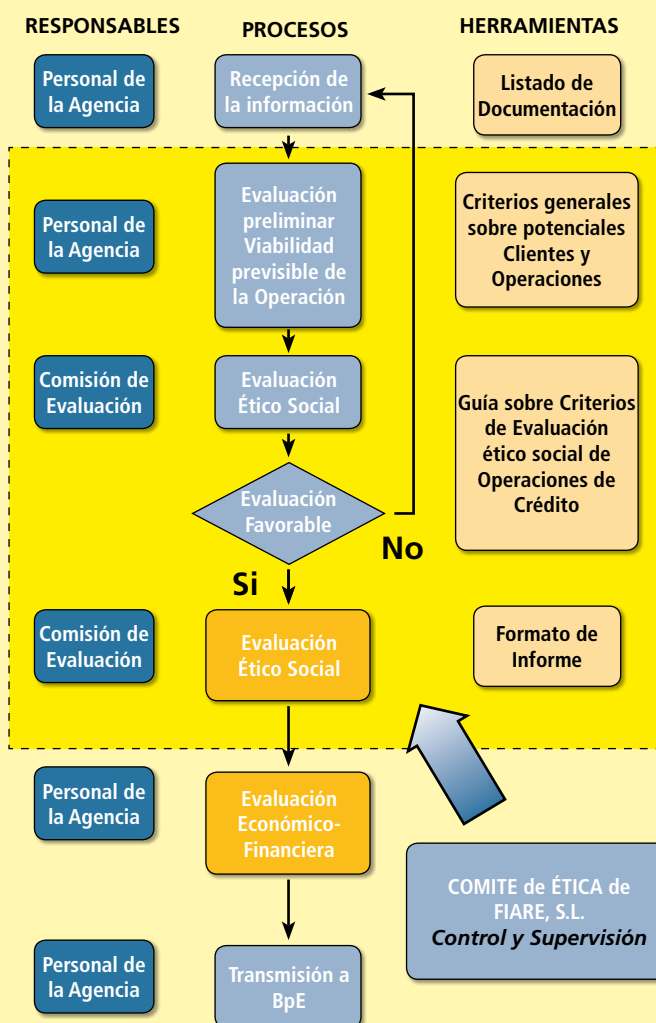 RESPONSABLES
PROCESOS
HERRAMIENTAS
Personal de
la Agencia
Recepción de
la información
Listado de
Documentación
Personal de
la Agencia
Evaluación
preliminar
Viabilidad
previsible de
la Operación
Criterios generales
sobre potenciales
Clientes y
Operaciones
Comisión de
Evaluación
Evaluación
Ético Social
Guía sobre Criterios
de Evaluación
ético social de
Operaciones de
Crédito
Evaluación
Favorable
No
Si
Comisión de
Evaluación
Evaluación
Ético Social
Formato de
Informe
Personal de
la Agencia
Evaluación
Económico-
Financiera
COMITE de ÉTICA de
FIARE, S.L.
Control y Supervisión
Personal de
la Agencia
Transmisión a
BpE